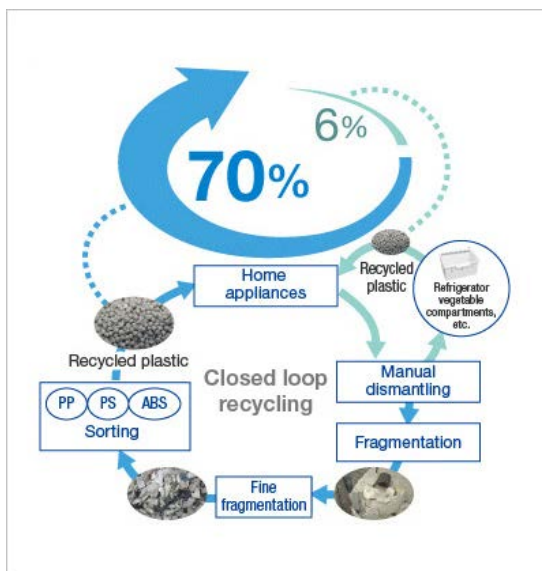 6%
70%
Home
appliances
Recycled
plastic
Refrigerator
vegetable
compartments,
etc.
Recycled plastic
Closed loop
recycling
Manual
dismantling
PP PS ABS
Sorting
Fragmentation
Fine
fragmentation